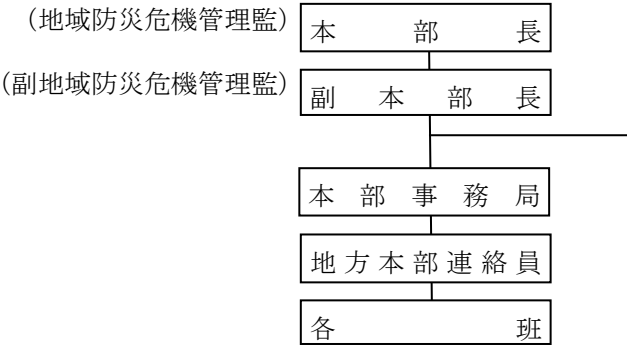 （地域防災危機管理監） 本部長
（副地域防災危機管理監） 副本部長
本部事務局
地方本部連絡員
各班